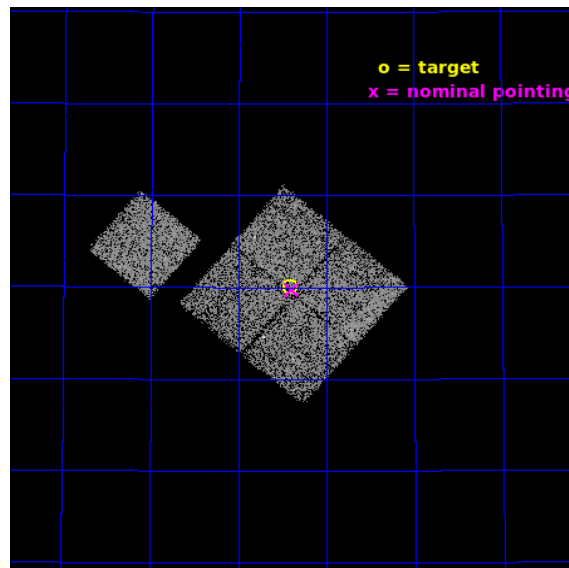 o = target
x = nominal pointing